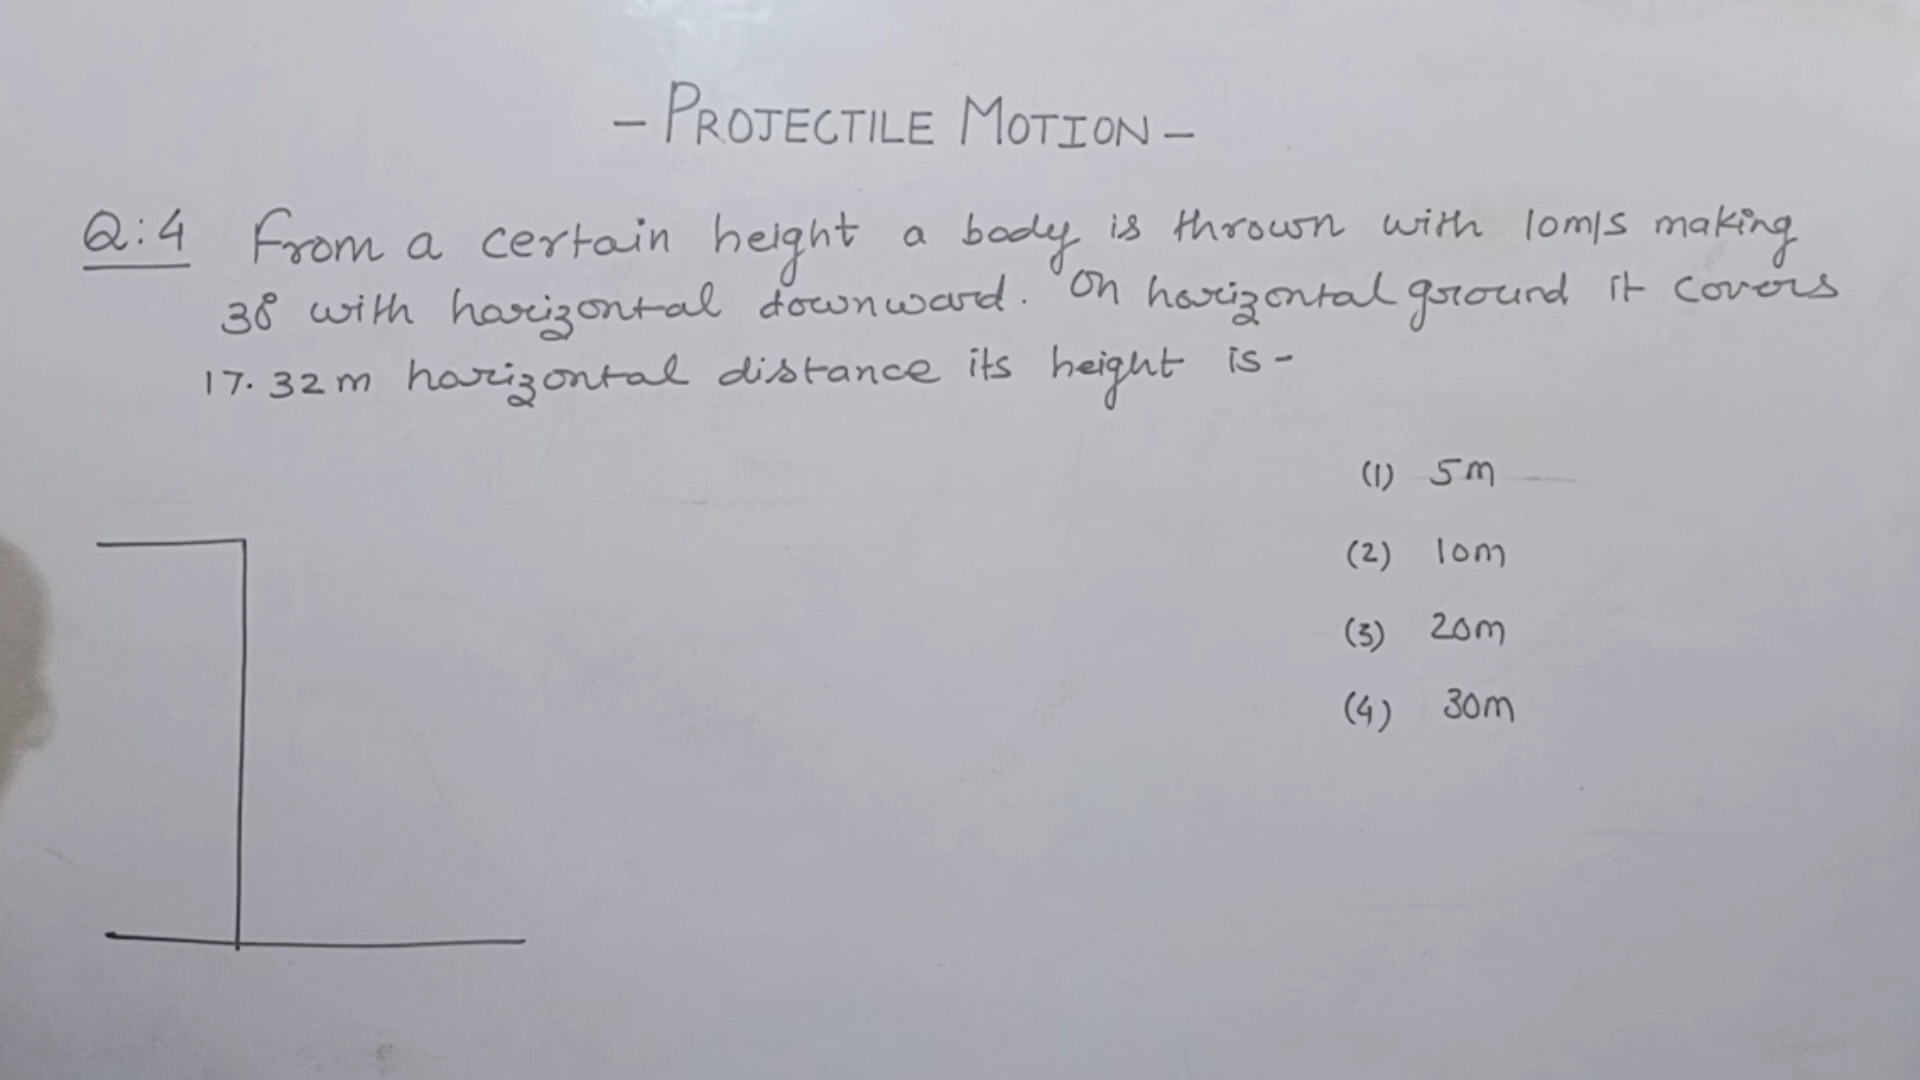 - PROJECTILE MOTION -
Q:4 From a certain height a body is thrown with 10m/s making
30° with horizontal downward. On horizontal ground it covers
17.32m horizontal distance its height is -
(1) 5m
(2) 10m
(3) 20m
(4) 30m